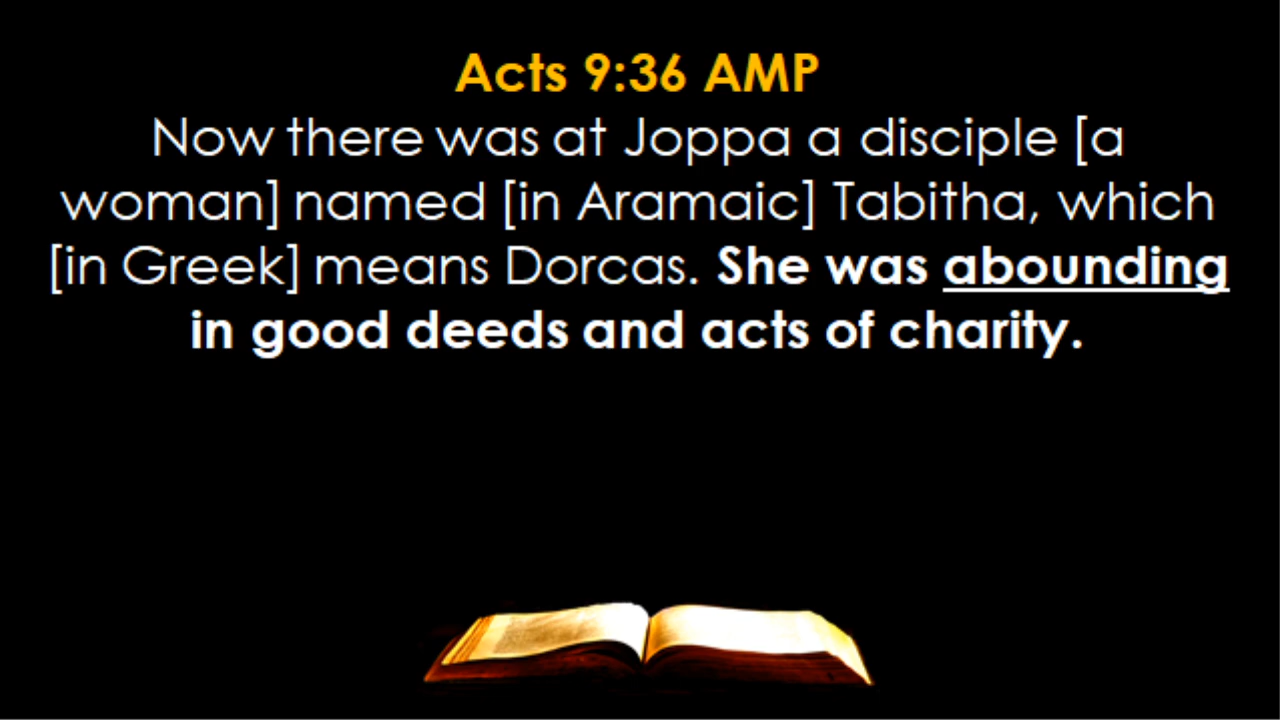 Acts 9:36 AMP
Now there was at Joppa a disciple [a
woman] named [in Aramaic] Tabitha, which
[in Greek] means Dorcas. She was abounding
in good deeds and acts of charity.